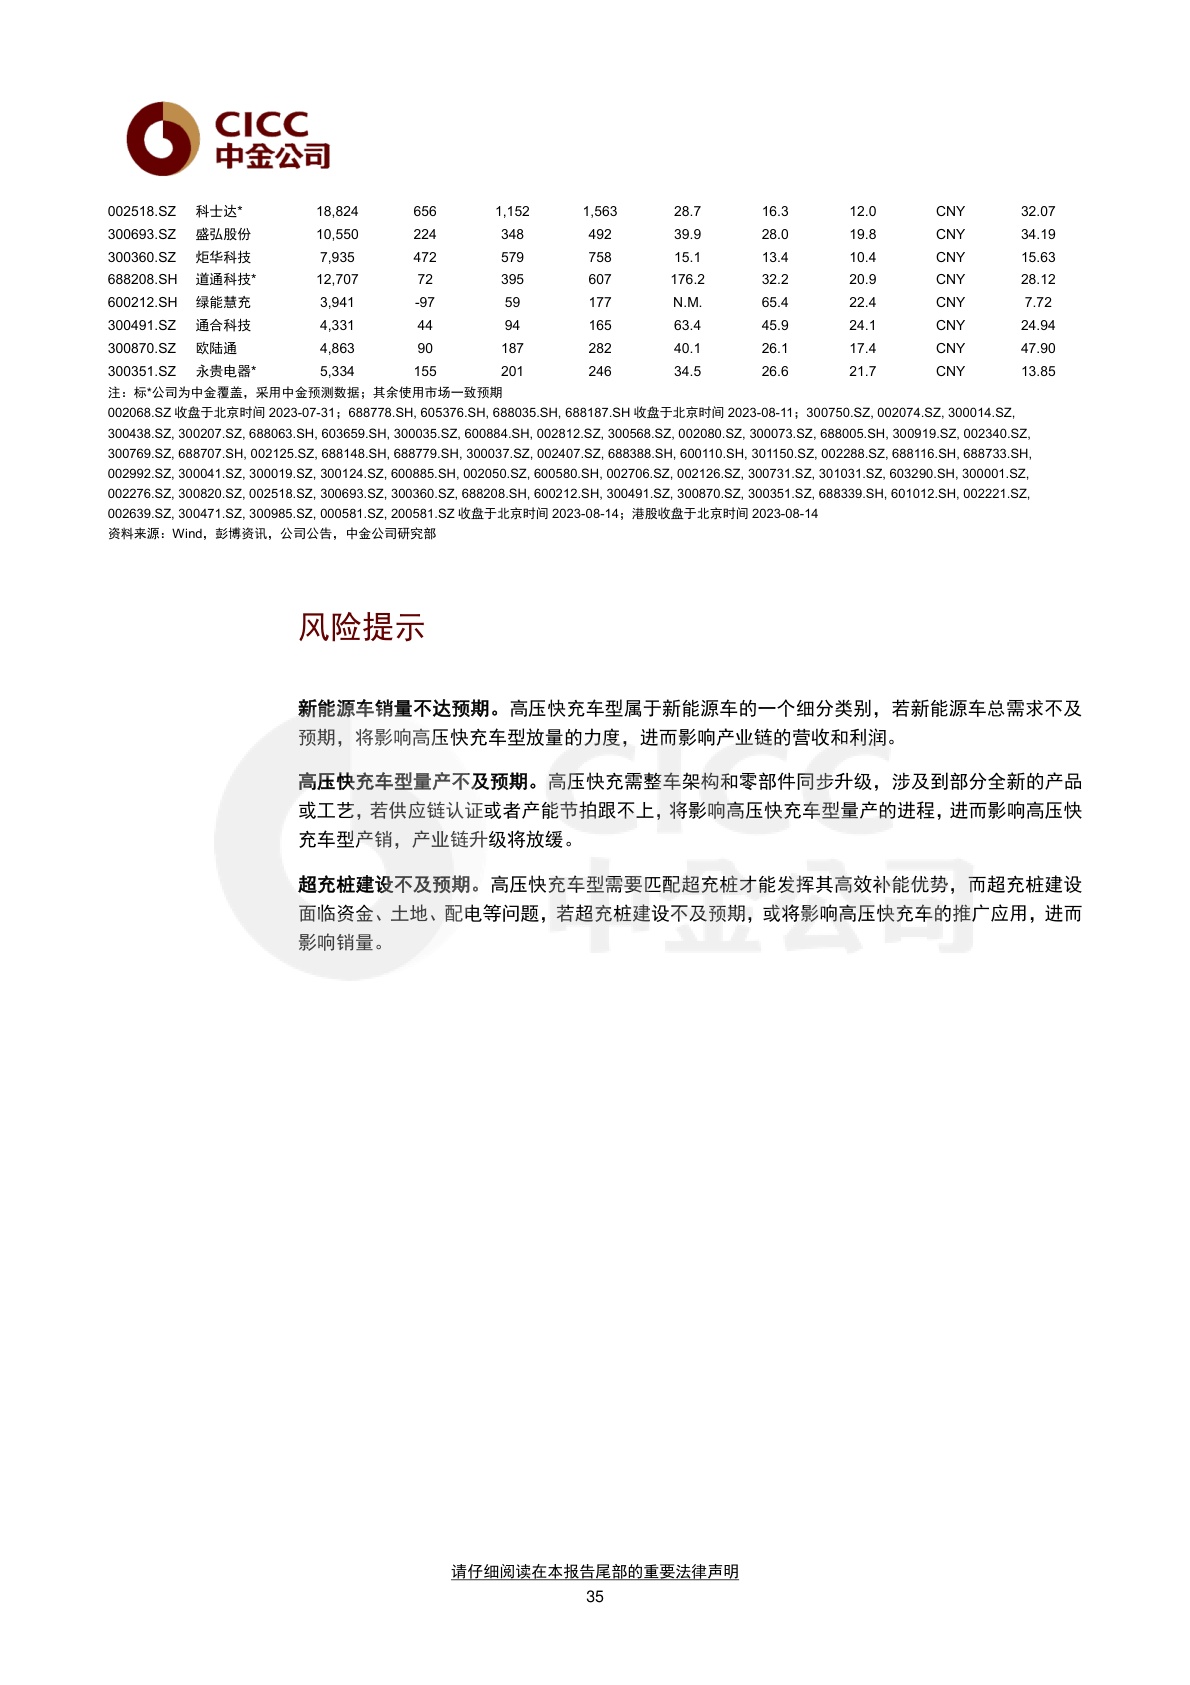 CICC
中金公司
002518.SZ 科士达* 18,824 656 1,152 1,563 28.7 16.3 12.0 CNY 32.07
300693.SZ 盛弘股份 10,550 224 348 492 39.9 28.0 19.8 CNY 34.19
300360.SZ 炬华科技 7,935 472 579 758 15.1 13.4 10.4 CNY 15.63
688208.SH 道通科技* 12,707 72 395 607 176.2 32.2 20.9 CNY 28.12
600212.SH 绿能慧充 3,941 -97 59 177 N.M. 65.4 22.4 CNY 7.72
300491.SZ 通合科技 4,331 44 94 165 63.4 45.9 24.1 CNY 24.94
300870.SZ 欧陆通 4,863 90 187 282 40.1 26.1 17.4 CNY 47.90
300351.SZ 永贵电器* 5,334 155 201 246 34.5 26.6 21.7 CNY 13.85
注：标*公司为中金覆盖，采用中金预测数据；其余使用市场一致预期
002068.SZ 收盘于北京时间 2023-07-31；688778.SH, 605376.SH, 688035.SH, 688187.SH 收盘于北京时间 2023-08-11；300750.SZ, 002074.SZ, 300014.SZ,
300438.SZ, 300207.SZ, 688063.SH, 603659.SH, 300035.SZ, 600884.SH, 002812.SZ, 300568.SZ, 002080.SZ, 300073.SZ, 688005.SH, 300919.SZ, 002340.SZ,
300769.SZ, 688707.SH, 002125.SZ, 688148.SH, 688779.SH, 300037.SZ, 002407.SZ, 688388.SH, 600110.SH, 301150.SZ, 002288.SZ, 688116.SH, 688733.SH,
002992.SZ, 300041.SZ, 300019.SZ, 300124.SZ, 600885.SH, 002050.SZ, 600580.SH, 002706.SZ, 002126.SZ, 300731.SZ, 301031.SZ, 603290.SH, 300001.SZ,
002276.SZ, 300820.SZ, 002518.SZ, 300693.SZ, 300360.SZ, 688208.SH, 600212.SH, 300491.SZ, 300870.SZ, 300351.SZ, 688339.SH, 601012.SH, 002221.SZ,
002639.SZ, 300471.SZ, 300985.SZ, 000581.SZ, 200581.SZ 收盘于北京时间 2023-08-14；港股收盘于北京时间 2023-08-14
资料来源：Wind，彭博资讯，公司公告，中金公司研究部
风险提示
新能源车销量不达预期。高压快充车型属于新能源车的一个细分类别，若新能源车总需求不及
预期，将影响高压快充车型放量的力度，进而影响产业链的营收和利润。
高压快充车型量产不及预期。高压快充需整车架构和零部件同步升级，涉及到部分全新的产品
或工艺，若供应链认证或者产能节拍跟不上，将影响高压快充车型量产的进程，进而影响高压快
充车型产销，产业链升级将放缓。
超充桩建设不及预期。高压快充车型需要匹配超充桩才能发挥其高效补能优势，而超充桩建设
面临资金、土地、配电等问题，若超充桩建设不及预期，或将影响高压快充车的推广应用，进而
影响销量。
CICC
中金公司
请仔细阅读在本报告尾部的重要法律声明
35